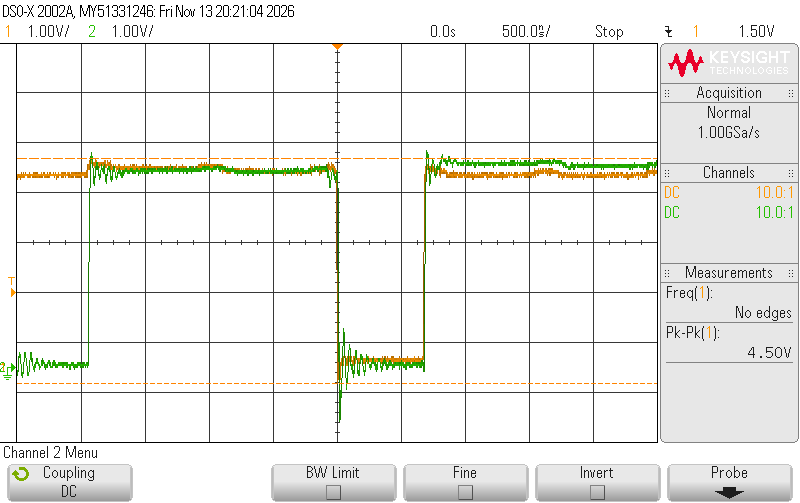 DSO-X 2002A, MY51331246: Fri Nov 13 20:21:04 2026
1 1.00V/ 2 1.00V/ 0.0s 500.0ns/ Stop 1 1.50V
KEYSIGHT
TECHNOLOGIES
Acquisition
Normal
1.00GSa/s
Channels
DC 10.0:1
DC 10.0:1
Measurements
Freq(1):
No edges
Pk-Pk(1):
4.50V
T
2
Channel 2 Menu
Coupling
DC
BW Limit
Fine
Invert
Probe